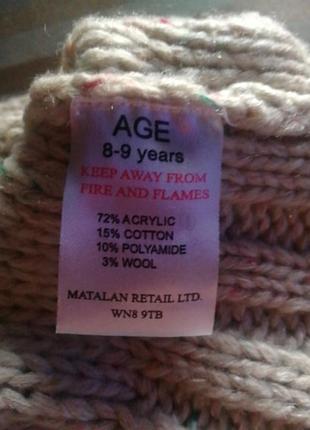 AGE
8-9 years
KEEP AWAY FROM
FIRE AND FLAMES
72% ACRYLIC
15% COTTON
10% POLYAMIDE
3% WOOL
MATALAN RETAIL LTD.
WN8 9TB